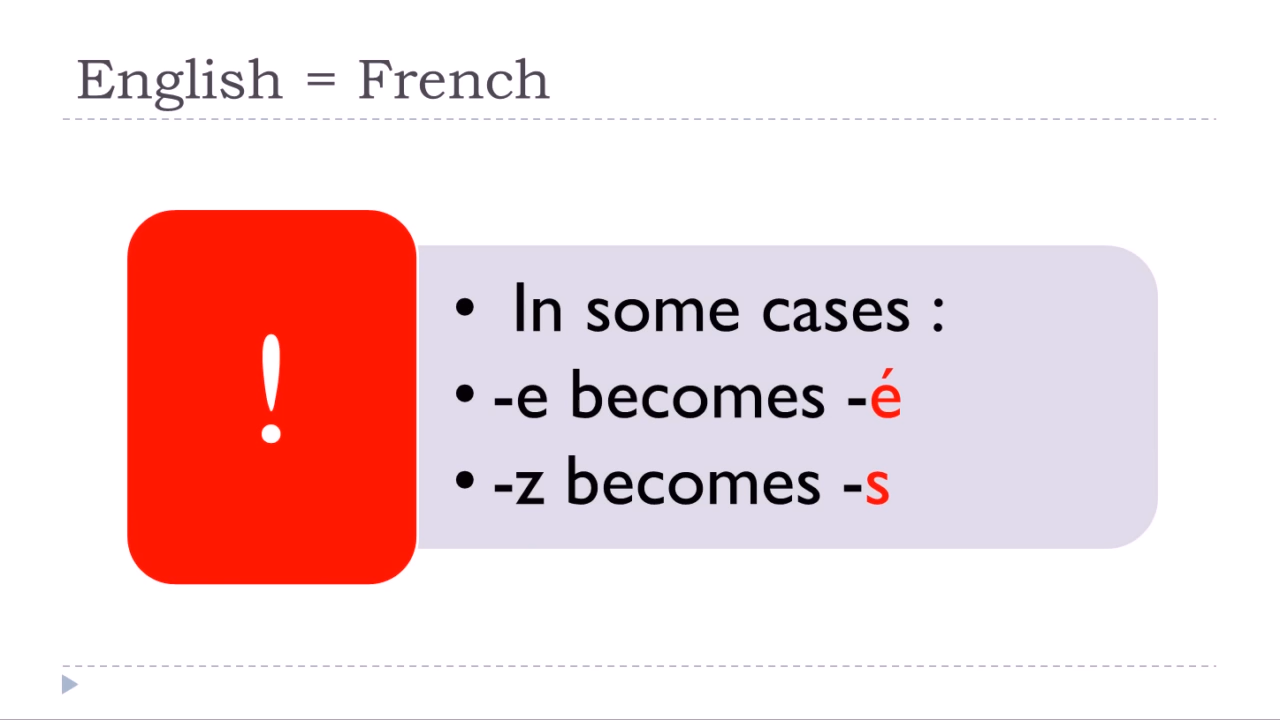 English = French
!
• In some cases :
• -e becomes -é
• -z becomes -s